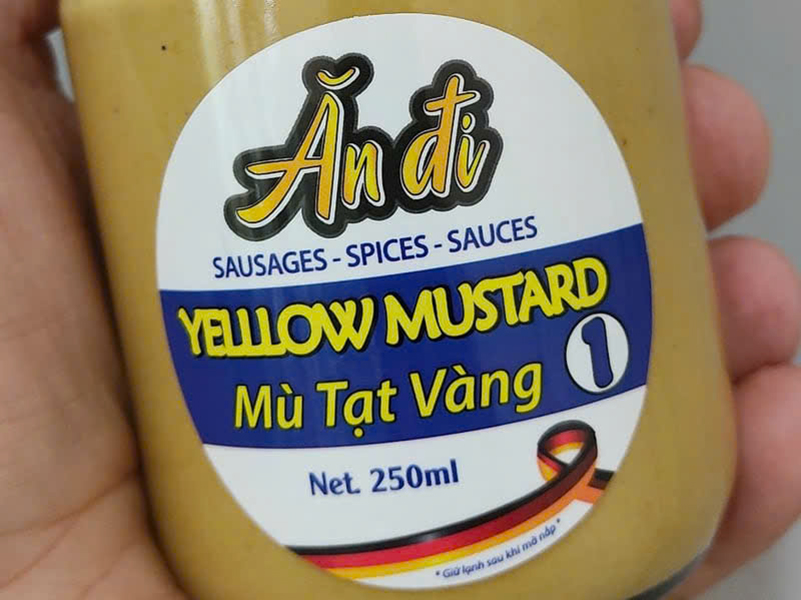 Ăn đi
SAUSAGES - SPICES - SAUCES
YELLLOW MUSTARD
Mù Tạt Vàng 1
Net. 250ml
* Giữ lạnh sau khi mở nắp *